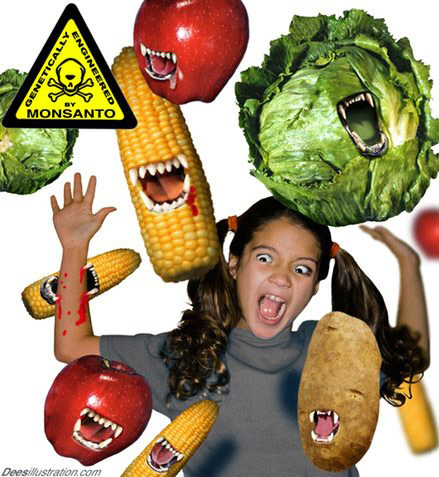 GENETICALLY ENGINEERED
BY
MONSANTO
Deesillustration.com